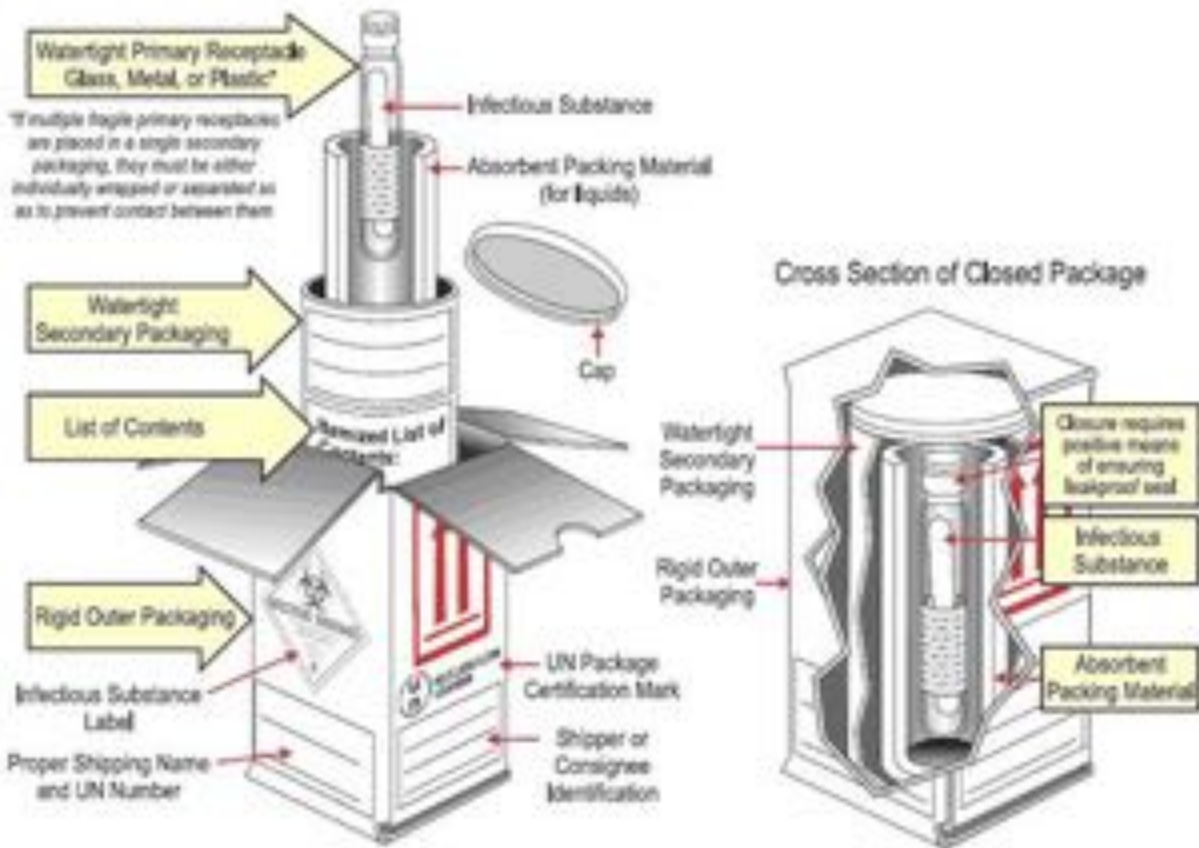 Watertight Primary Receptacle
Glass, Metal, or Plastic*
*If multiple fragile primary receptacles
are placed in a single secondary
packaging, they must be either
individually wrapped or separated so
as to prevent contact between them
Infectious Substance
Absorbent Packing Material
(for liquids)
Watertight
Secondary Packaging
Cap
List of Contents
Itemized List of
Contents:
Rigid Outer Packaging
Infectious Substance
Label
Proper Shipping Name
and UN Number
UN Package
Certification Mark
Shipper or
Consignee
Identification
Cross Section of Closed Package
Watertight
Secondary
Packaging
Rigid Outer
Packaging
Closure requires
positive means
of ensuring
leakproof seal
Infectious
Substance
Absorbent
Packing Material